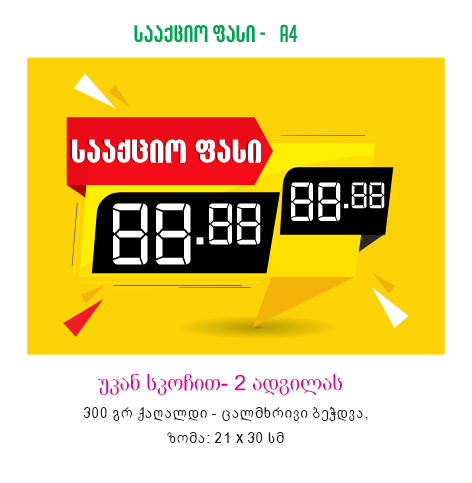 სააქციო ფასი - A4
სააქციო ფასი
88.88
88.88
უკან სკოჩით- 2 ადგილას
300 გრ ქაღალდი - ცალმხრივი ბეჭდვა,
ზომა: 21 x 30 სმ